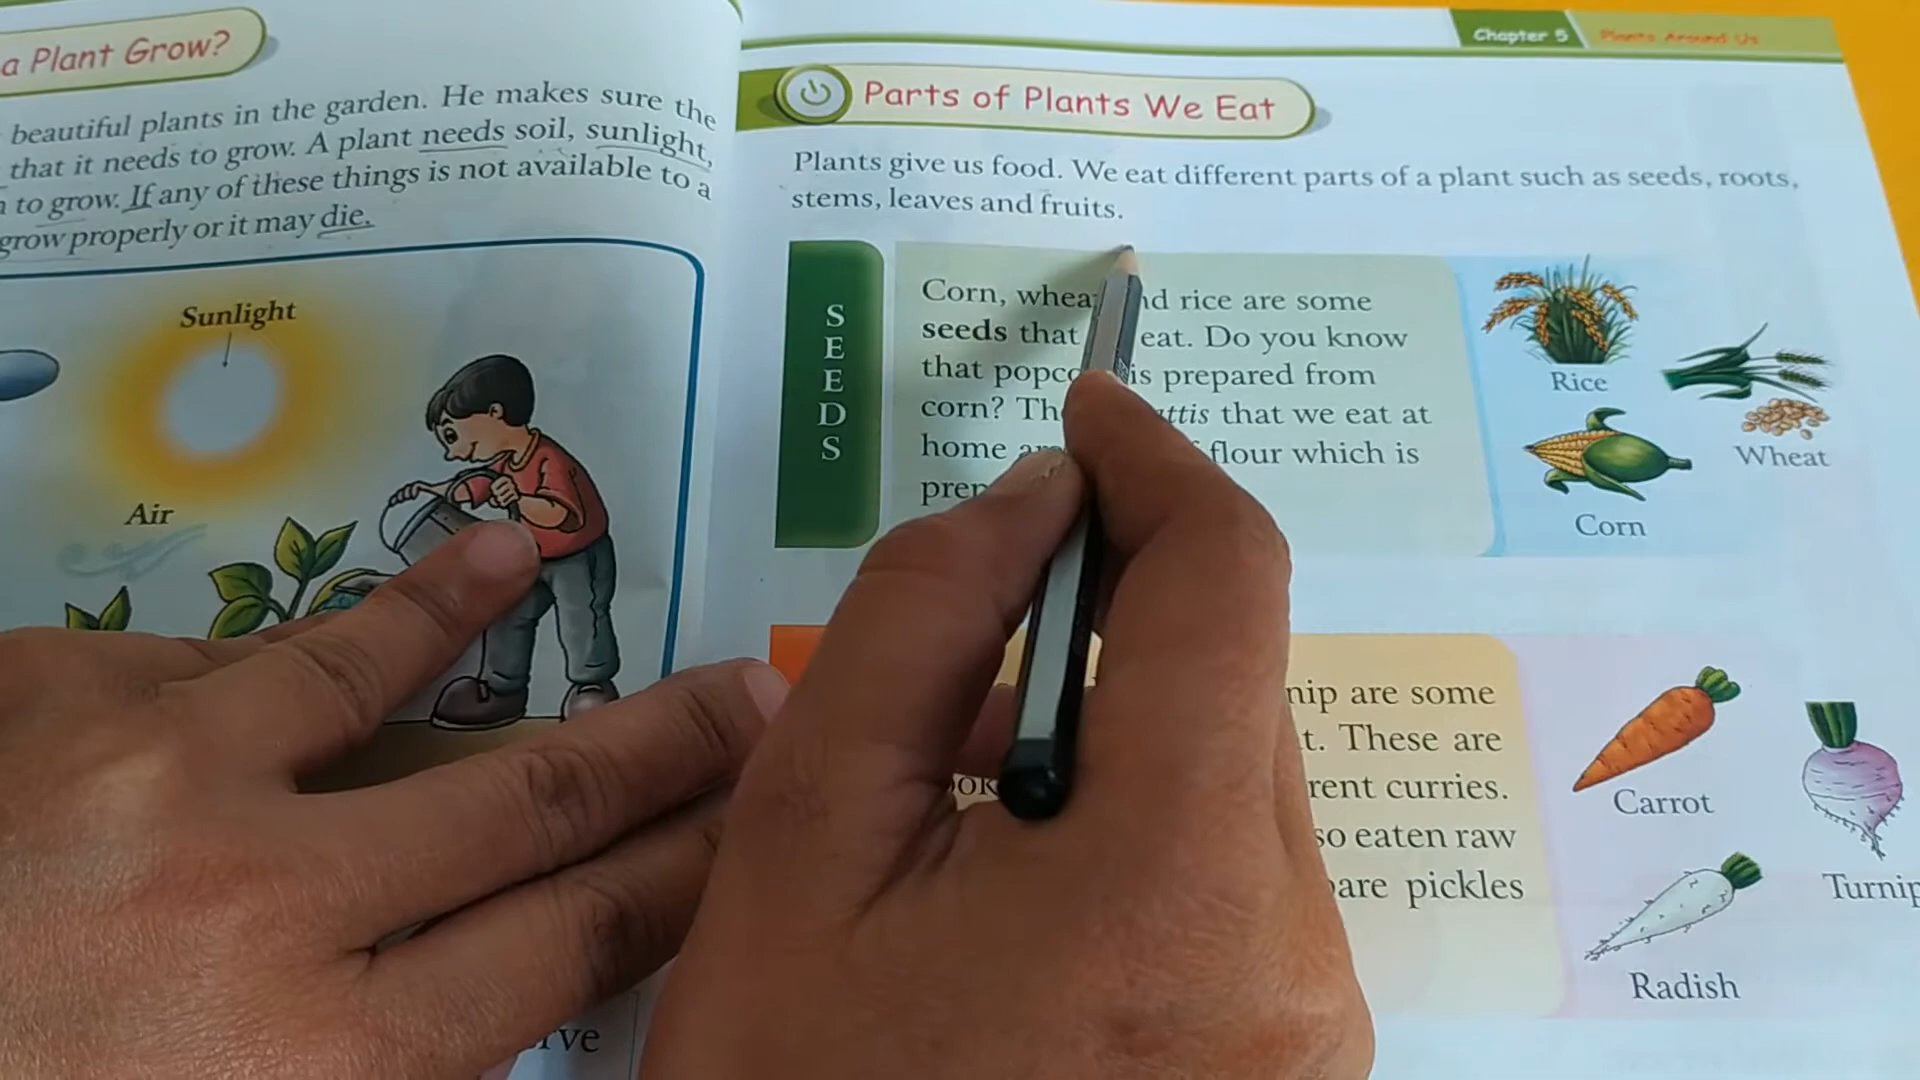 a Plant Grow?
beautiful plants in the garden. He makes sure the
that it needs to grow. A plant needs soil, sunlight,
to grow. If any of these things is not available to a
grow properly or it may die.
Sunlight
Air
Chapter 5 Plants Around Us
Parts of Plants We Eat
Plants give us food. We eat different parts of a plant such as seeds, roots,
stems, leaves and fruits.
SEEDS
Corn, whea nd rice are some
seeds that eat. Do you know
that popco is prepared from
corn? Th ttis that we eat at
home flour which is
prep
Rice
Wheat
Corn
nip are some
t. These are
rent curries.
so eaten raw
are pickles
Carrot
Turnip
Radish